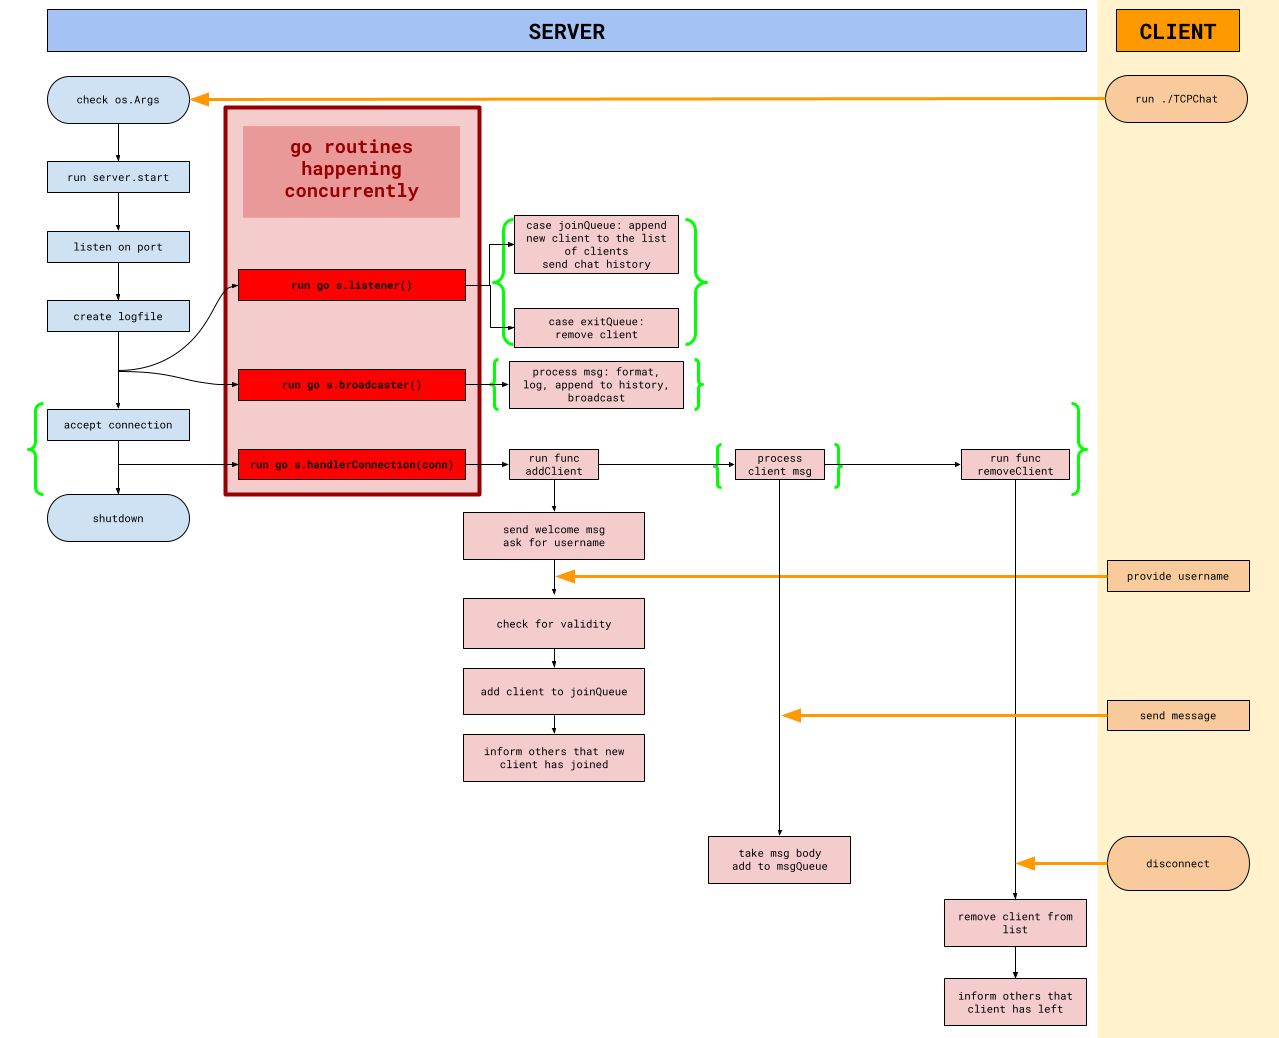 SERVER
CLIENT
check os.Args
run ./TCPChat
go routines
happening
concurrently
run server.start
listen on port
create logfile
accept connection
shutdown
run go s.listener()
case joinQueue: append
new client to the list
of clients
send chat history
case exitQueue:
remove client
run go s.broadcaster()
process msg: format,
log, append to history,
broadcast
run go s.handlerConnection(conn)
run func
addClient
process
client msg
run func
removeClient
send welcome msg
ask for username
provide username
check for validity
add client to joinQueue
send message
inform others that new
client has joined
take msg body
add to msgQueue
disconnect
remove client from
list
inform others that
client has left